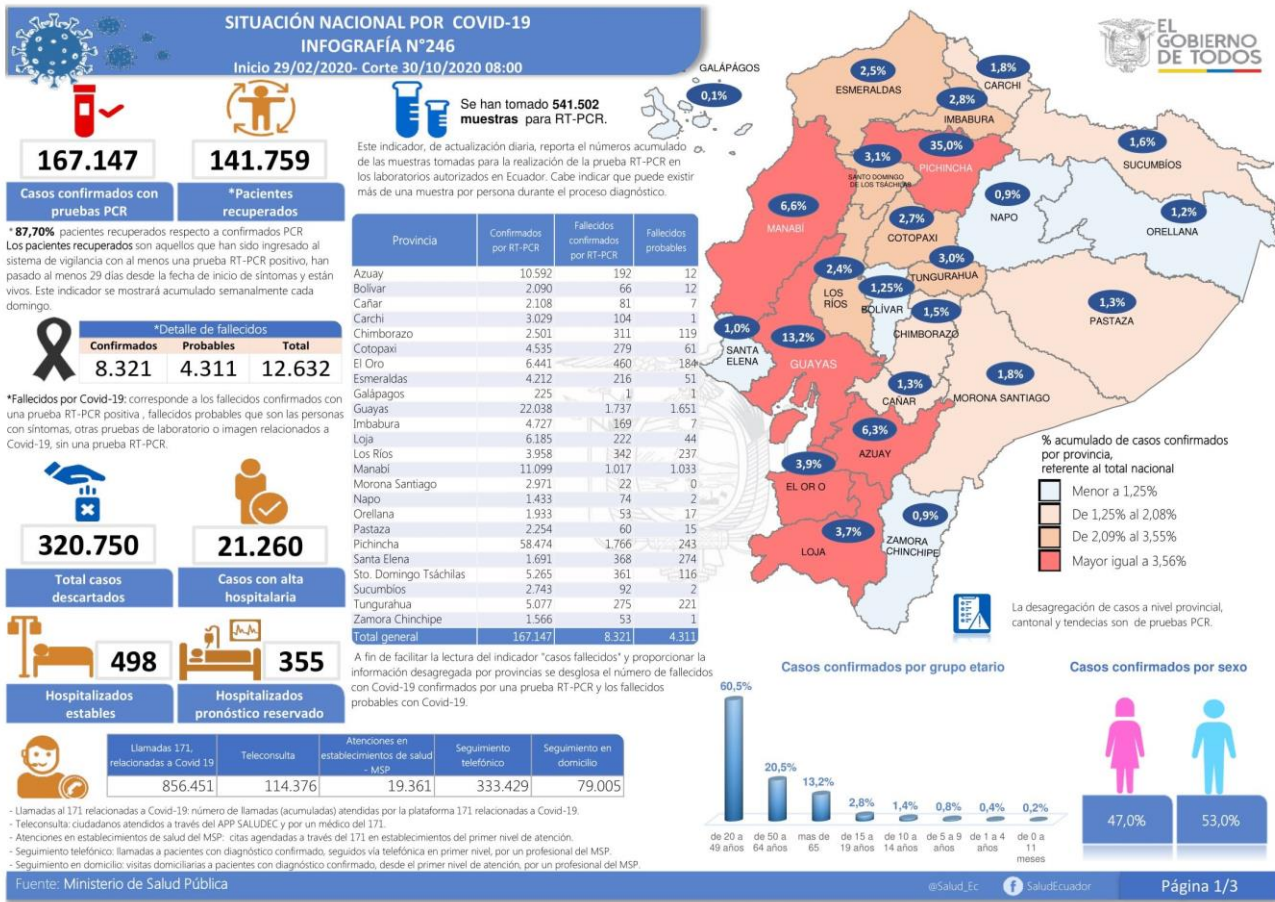 SITUACIÓN NACIONAL POR COVID-19
INFOGRAFÍA N°246
Inicio 29/02/2020- Corte 30/10/2020 08:00
EL
GOBIERNO
DE TODOS
167.147
Casos confirmados con
pruebas PCR
141.759
*Pacientes
recuperados
* 87,70% pacientes recuperados respecto a confirmados PCR
Los pacientes recuperados son aquellos que han sido ingresado al
sistema de vigilancia con al menos una prueba RT-PCR positivo, han
pasado al menos 29 días desde la fecha de inicio de síntomas y están
vivos. Este indicador se mostrará acumulado semanalmente cada
domingo.
*Detalle de fallecidos
Confirmados Probables Total
8.321 4.311 12.632
*Fallecidos por Covid-19: corresponde a los fallecidos confirmados con
una prueba RT-PCR positiva , fallecidos probables que son las personas
con síntomas, otras pruebas de laboratorio o imagen relacionados a
Covid-19, sin una prueba RT-PCR.
320.750
Total casos
descartados
21.260
Casos con alta
hospitalaria
498
Hospitalizados
estables
355
Hospitalizados
pronóstico reservado
Se han tomado 541.502
muestras para RT-PCR.
Este indicador, de actualización diaria, reporta el números acumulado
de las muestras tomadas para la realización de la prueba RT-PCR en
los laboratorios autorizados en Ecuador. Cabe indicar que puede existir
más de una muestra por persona durante el proceso diagnóstico.
Provincia Confirmados por RT-PCR Fallecidos confirmados por RT-PCR Fallecidos probables
Azuay 10.592 192 12
Bolívar 2.090 66 12
Cañar 2.108 81 7
Carchi 3.029 104 1
Chimborazo 2.501 311 119
Cotopaxi 4.535 279 61
El Oro 6.441 460 184
Esmeraldas 4.212 216 51
Galápagos 225 1 1
Guayas 22.038 1.737 1.651
Imbabura 4.727 169 7
Loja 6.185 222 44
Los Ríos 3.958 342 237
Manabí 11.099 1.017 1.033
Morona Santiago 2.971 22 0
Napo 1.433 74 2
Orellana 1.933 53 17
Pastaza 2.254 60 15
Pichincha 58.474 1.766 243
Santa Elena 1.691 368 274
Sto. Domingo Tsáchilas 5.265 361 116
Sucumbíos 2.743 92 2
Tungurahua 5.077 275 221
Zamora Chinchipe 1.566 53 1
Total general 167.147 8.321 4.311
A fin de facilitar la lectura del indicador "casos fallecidos" y proporcionar la
información desagregada por provincias se desglosa el número de fallecidos
con Covid-19 confirmados por una prueba RT-PCR y los fallecidos
probables con Covid-19.
GALÁPAGOS
0,1%
2,5%
ESMERALDAS
1,8%
CARCHI
2,8%
IMBABURA
35,0%
PICHINCHA
3,1%
SANTO DOMINGO
DE LOS TSÁCHILAS
1,6%
SUCUMBÍOS
0,9%
NAPO
1,2%
ORELLANA
6,6%
MANABÍ
2,7%
COTOPAXI
3,0%
TUNGURAHUA
2,4%
LOS
RÍOS
1,25%
BOLÍVAR
1,5%
CHIMBORAZO
1,3%
PASTAZA
1,0%
SANTA
ELENA
13,2%
GUAYAS
1,3%
CAÑAR
1,8%
MORONA SANTIAGO
6,3%
AZUAY
3,9%
EL OR O
3,7%
LOJA
0,9%
ZAMORA
CHINCHIPE
% acumulado de casos confirmados
por provincia,
referente al total nacional
Menor a 1,25%
De 1,25% al 2,08%
De 2,09% al 3,55%
Mayor igual a 3,56%
La desagregación de casos a nivel provincial,
cantonal y tendecias son de pruebas PCR.
Casos confirmados por grupo etario
60,5% 20,5% 13,2% 2,8% 1,4% 0,8% 0,4% 0,2%
de 20 a 49 años de 50 a 64 años mas de 65 de 15 a 19 años de 10 a 14 años de 5 a 9 años de 1 a 4 años de 0 a 11 meses
Casos confirmados por sexo
47,0% 53,0%
Llamadas 171, relacionadas a Covid 19 Teleconsulta Atenciones en establecimientos de salud - MSP Seguimiento telefónico Seguimiento en domicilio
856.451 114.376 19.361 333.429 79.005
- Llamadas al 171 relacionadas a Covid-19: número de llamadas (acumuladas) atendidas por la plataforma 171 relacionadas a Covid-19.
- Teleconsulta: ciudadanos atendidos a través del APP SALUDEC y por un médico del 171.
- Atenciones en establecimientos de salud del MSP: citas agendadas a través del 171 en establecimientos del primer nivel de atención.
- Seguimiento telefónico: llamadas a pacientes con diagnóstico confirmado, seguidos vía telefónica en primer nivel, por un profesional del MSP.
- Seguimiento en domicilio: visitas domiciliarias a pacientes con diagnóstico confirmado, desde el primer nivel de atención, por un profesional del MSP.
Fuente: Ministerio de Salud Pública
@Salud_Ec
SaludEcuador
Página 1/3